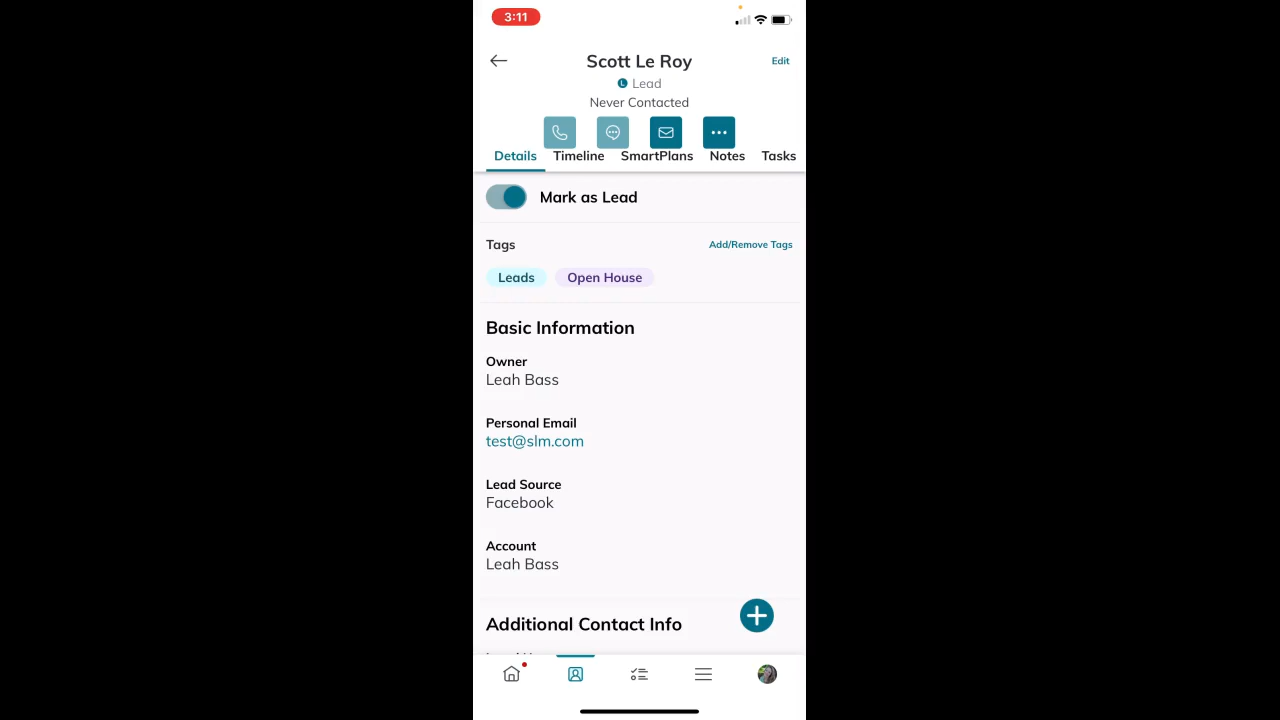 3:11
Scott Le Roy
Edit
L Lead
Never Contacted
Details Timeline SmartPlans Notes Tasks
Mark as Lead
Tags
Add/Remove Tags
Leads Open House
Basic Information
Owner
Leah Bass
Personal Email
test@slm.com
Lead Source
Facebook
Account
Leah Bass
Additional Contact Info